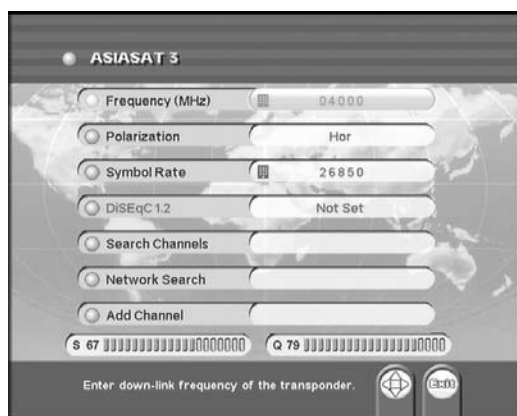 ASIASAT 3
Frequency (MHz) 04000
Polarization Hor
Symbol Rate 26850
DiSEqC 1.2 Not Set
Search Channels
Network Search
Add Channel
S 67 Q 79
Enter down-link frequency of the transponder. Exit